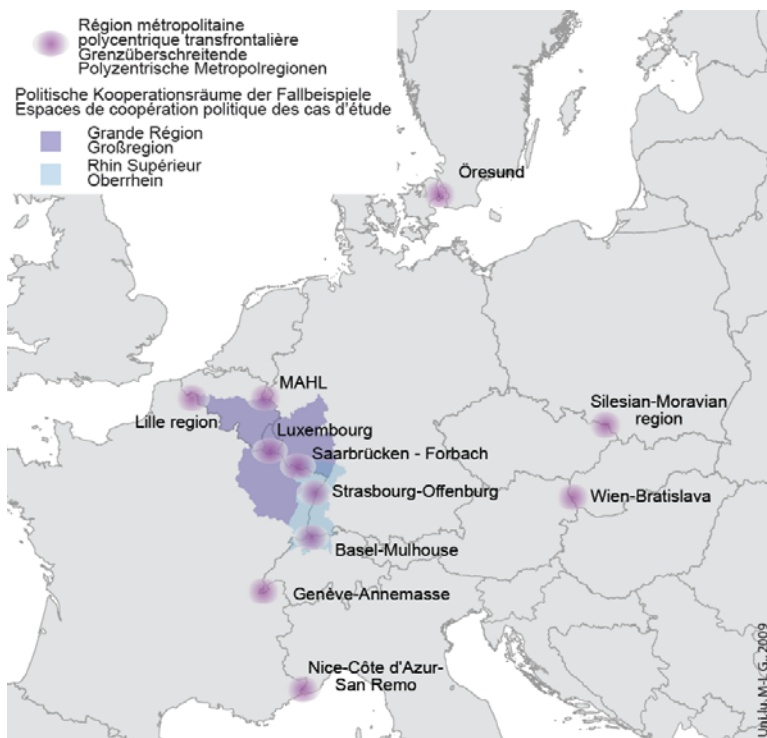 Région métropolitaine
polycentrique transfrontalière
Grenzüberschreitende
Polyzentrische Metropolregionen
Politische Kooperationsräume der Fallbeispiele
Espaces de coopération politique des cas d'étude
Grande Région
Großregion
Rhin Supérieur
Oberrhein
Öresund
MAHL
Lille region
Luxembourg
Saarbrücken - Forbach
Strasbourg-Offenburg
Basel-Mulhouse
Genève-Annemasse
Nice-Côte d'Azur-
San Remo
Silesian-Moravian
region
Wien-Bratislava
Uni.lu, M-L G., 2009